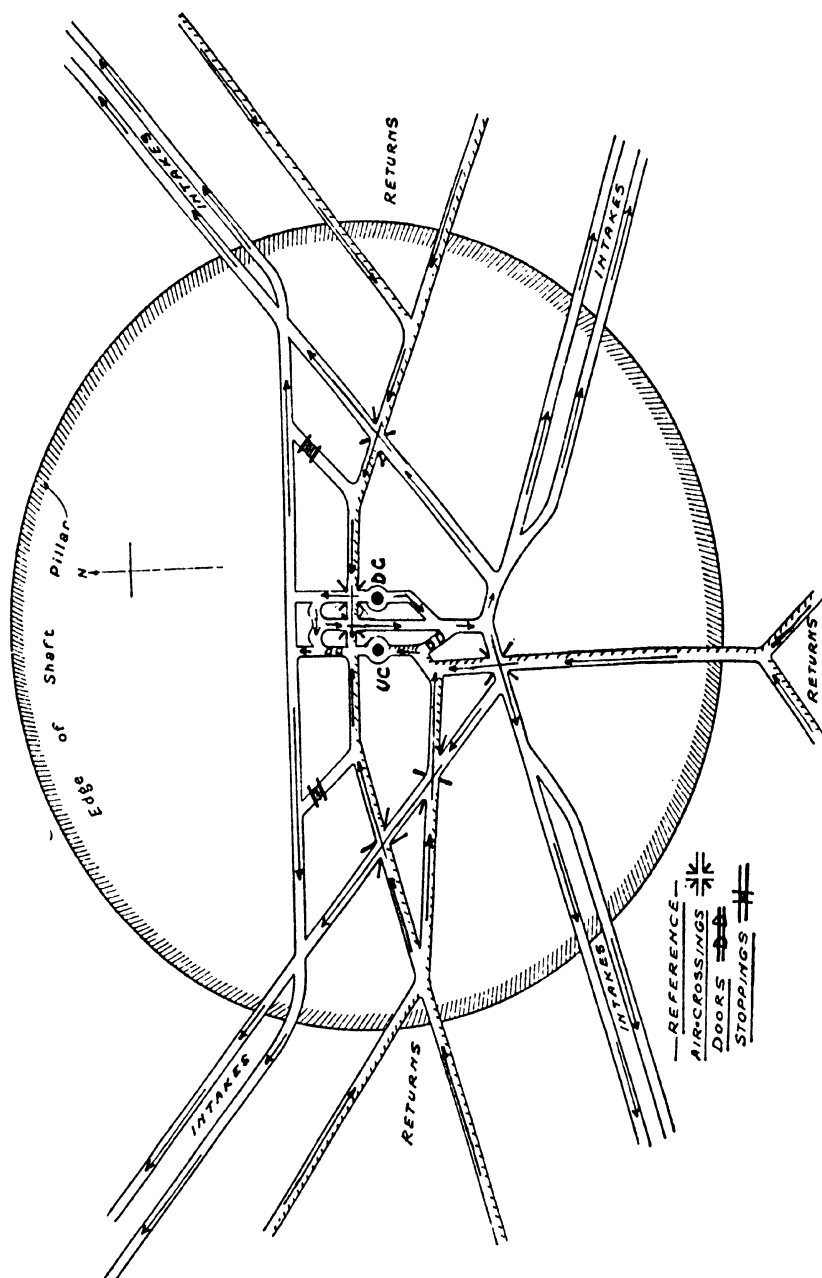 INTAKES
RETURNS
INTAKES
N
Edge of Shaft Pillar
DC
UC
RETURNS
INTAKES
RETURNS
INTAKES
—REFERENCE—
AIR-CROSSINGS
DOORS
STOPPINGS